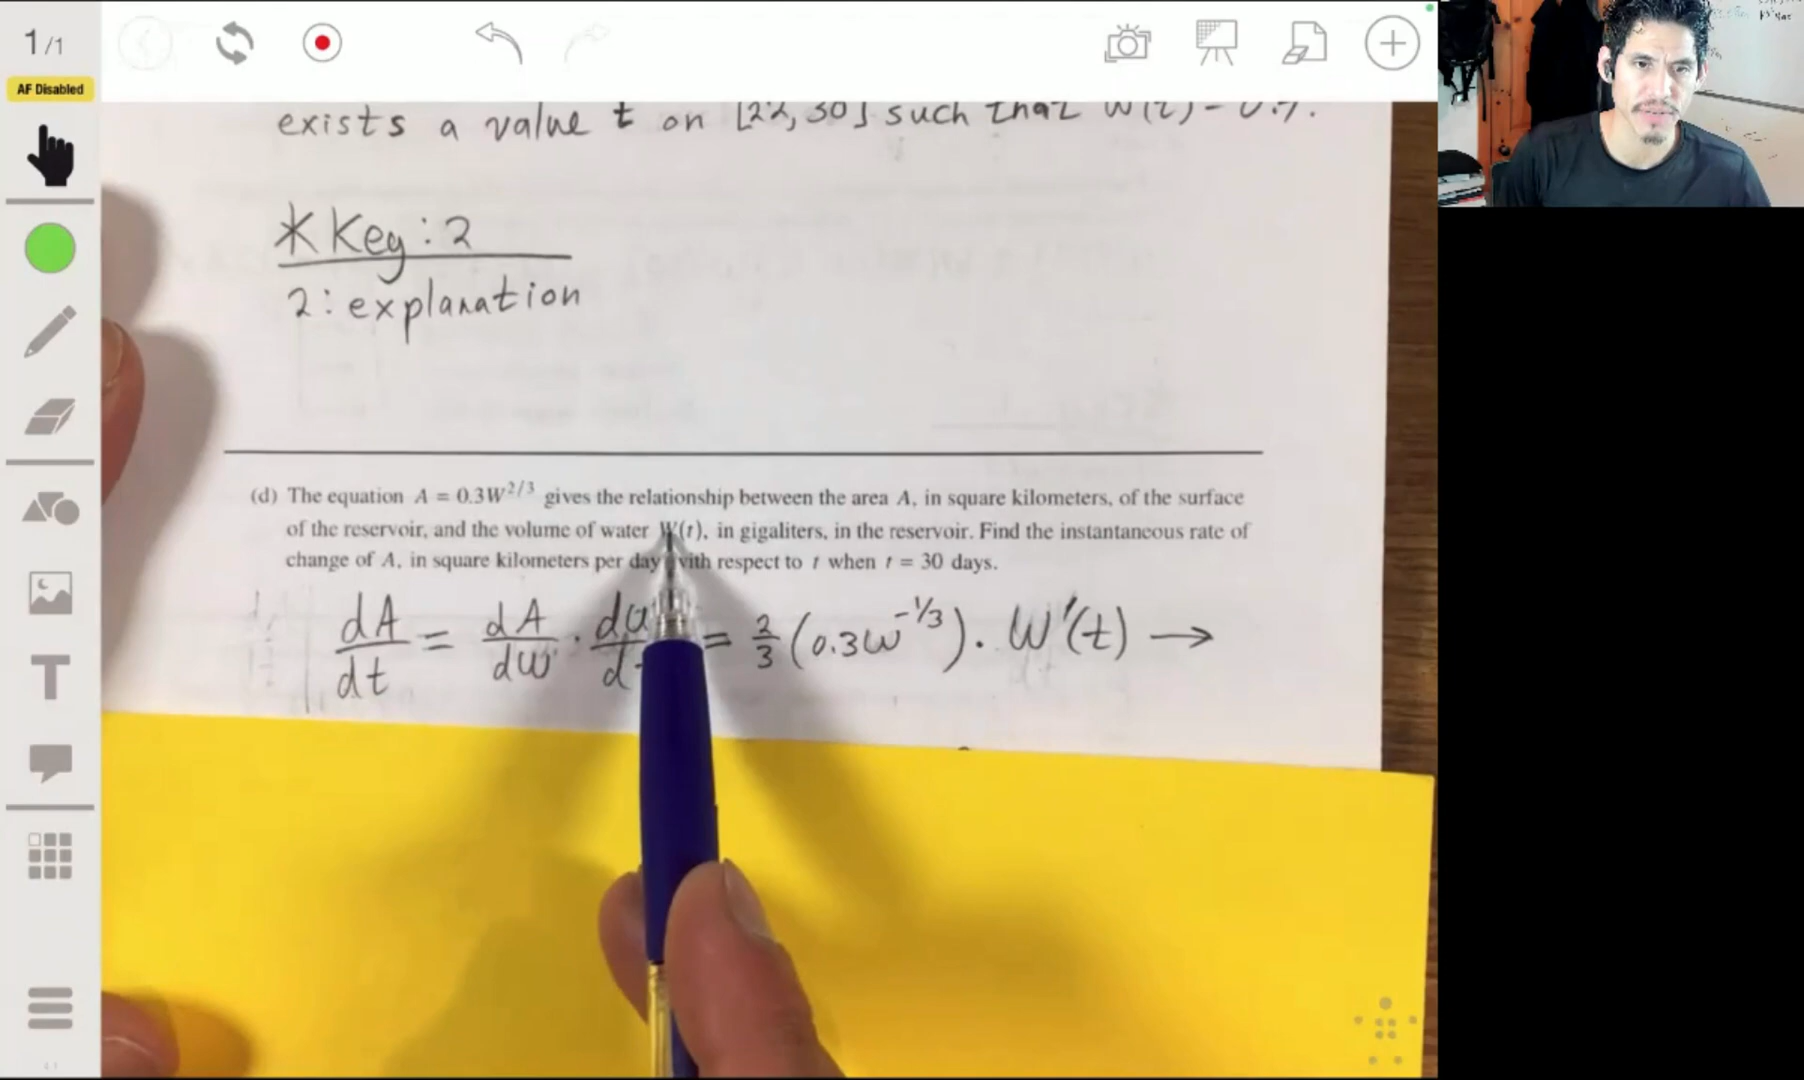 1/1
AF Disabled
exists a value t on [22, 30] such that W(t) = 0.7.
* Key: 2
2: explanation
(d) The equation A = 0.3W^{2/3} gives the relationship between the area A, in square kilometers, of the surface
of the reservoir, and the volume of water W(t), in gigaliters, in the reservoir. Find the instantaneous rate of
change of A, in square kilometers per day with respect to t when t = 30 days.
dA/dt = dA/dw · = 2/3 (0.3w^{-1/3}) · W'(t) →
T